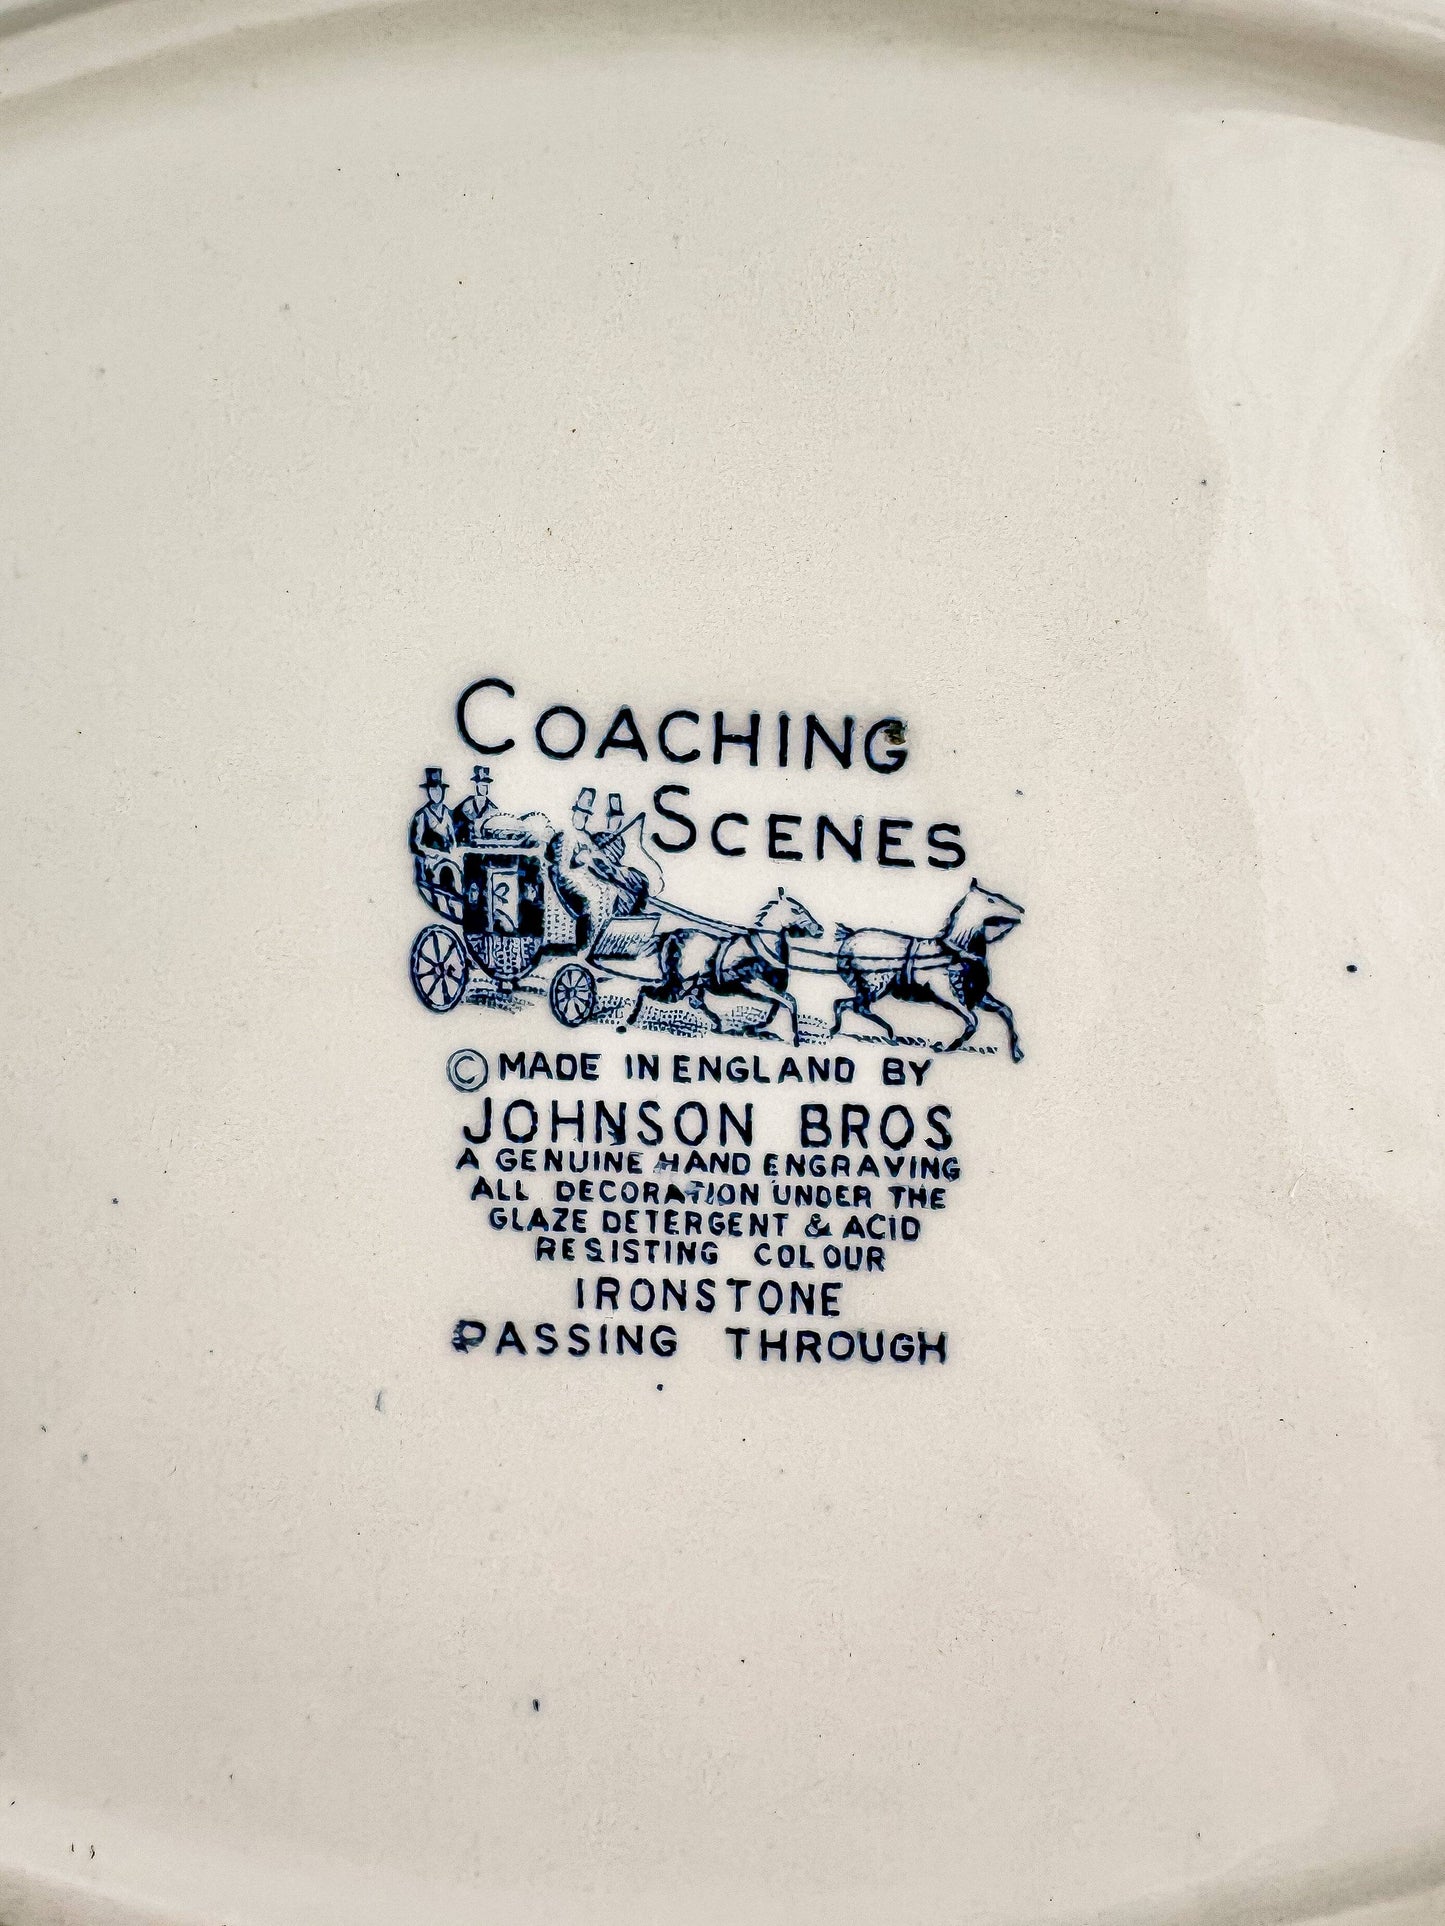 COACHING
SCENES
© MADE IN ENGLAND BY
JOHNSON BROS
A GENUINE HAND ENGRAVING
ALL DECORATION UNDER THE
GLAZE DETERGENT & ACID
RESISTING COLOUR
IRONSTONE
PASSING THROUGH